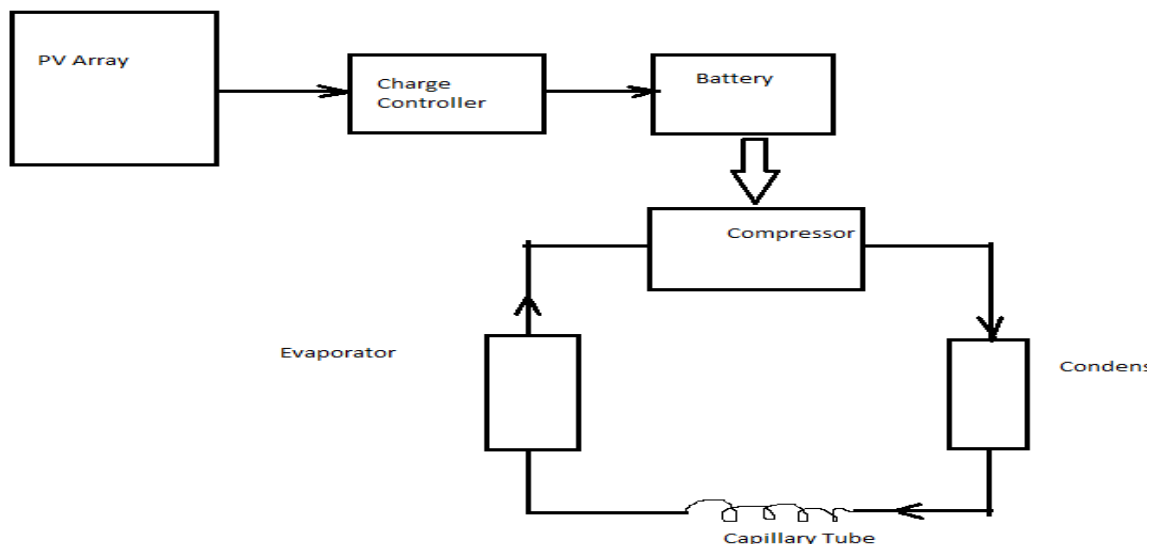 PV Array
Charge
Controller
Battery
Compressor
Evaporator
Condens
Capillary Tube